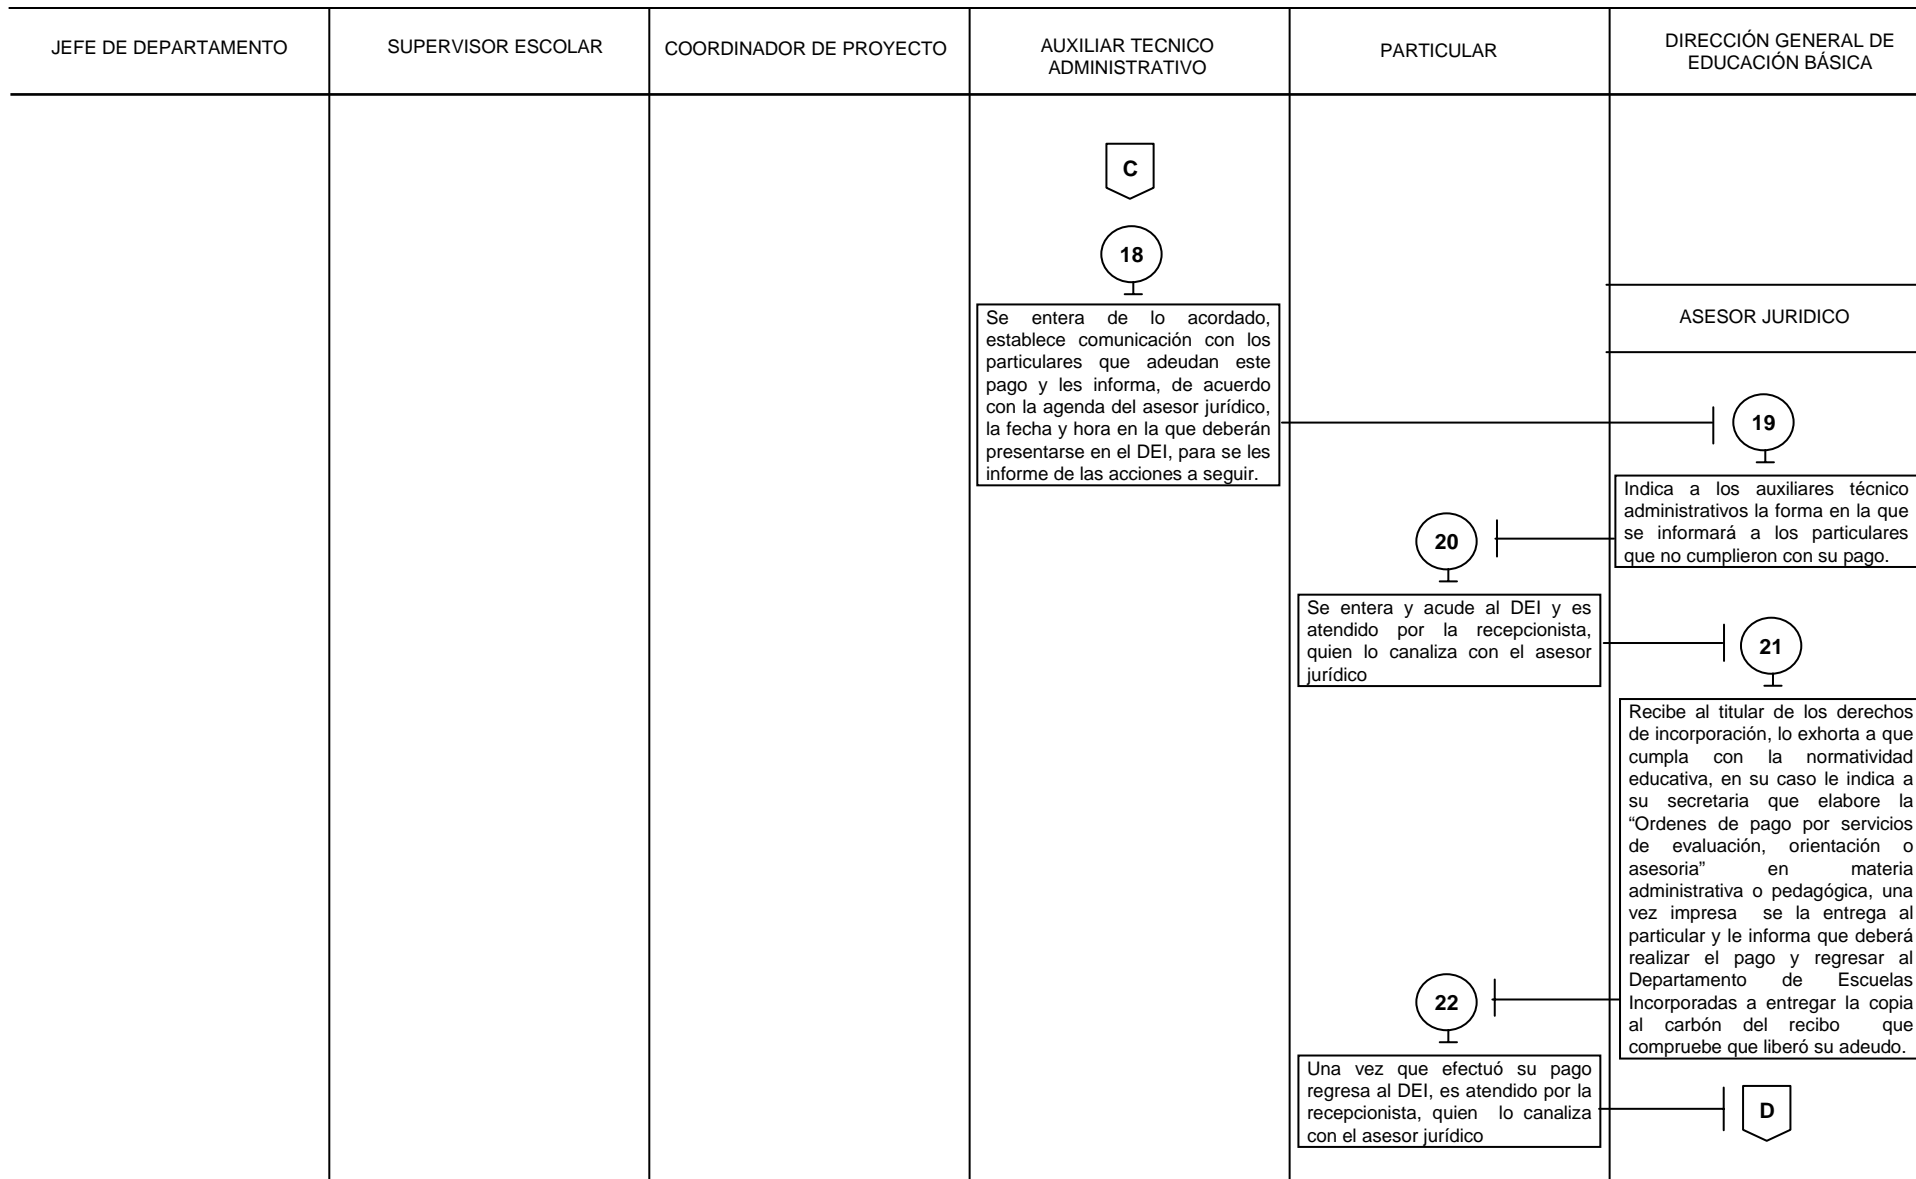 JEFE DE DEPARTAMENTO
SUPERVISOR ESCOLAR
COORDINADOR DE PROYECTO
AUXILIAR TECNICO
ADMINISTRATIVO
PARTICULAR
DIRECCIÓN GENERAL DE
EDUCACIÓN BÁSICA
C
18
Se entera de lo acordado,
establece comunicación con los
particulares que adeudan este
pago y les informa, de acuerdo
con la agenda del asesor jurídico,
la fecha y hora en la que deberán
presentarse en el DEI, para se les
informe de las acciones a seguir.
ASESOR JURIDICO
19
Indica a los auxiliares técnico
administrativos la forma en la que
se informará a los particulares
que no cumplieron con su pago.
20
Se entera y acude al DEI y es
atendido por la recepcionista,
quien lo canaliza con el asesor
jurídico
21
Recibe al titular de los derechos
de incorporación, lo exhorta a que
cumpla con la normatividad
educativa, en su caso le indica a
su secretaria que elabore la
“Ordenes de pago por servicios
de evaluación, orientación o
asesoria” en materia
administrativa o pedagógica, una
vez impresa se la entrega al
particular y le informa que deberá
realizar el pago y regresar al
Departamento de Escuelas
Incorporadas a entregar la copia
al carbón del recibo que
compruebe que liberó su adeudo.
22
Una vez que efectuó su pago
regresa al DEI, es atendido por la
recepcionista, quien lo canaliza
con el asesor jurídico
D